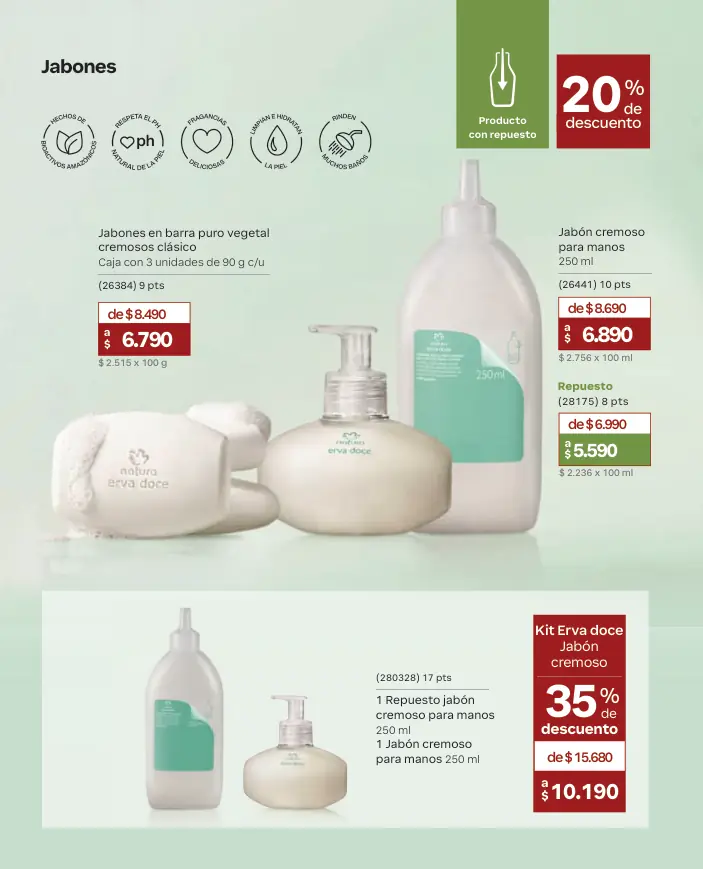 Jabones
Producto
con repuesto
20%
de
descuento
HECHOS DE
BIOACTIVOS AMAZÓNICOS
RESPETA EL PH
ph
NATURAL DE LA PIEL
FRAGANCIAS
DELICIOSAS
LIMPIAN E HIDRATAN
LA PIEL
RINDEN
MUCHOS BAÑOS
Jabones en barra puro vegetal
cremosos clásico
Caja con 3 unidades de 90 g c/u
(26384) 9 pts
de $ 8.490
a $ 6.790
$ 2.515 x 100 g
Jabón cremoso
para manos
250 ml
(26441) 10 pts
de $ 8.690
a $ 6.890
$ 2.756 x 100 ml
Repuesto
(28175) 8 pts
de $ 6.990
a $ 5.590
$ 2.236 x 100 ml
natura
erva doce
natura
erva doce
natura
250 ml
(280328) 17 pts
1 Repuesto jabón
cremoso para manos
250 ml
1 Jabón cremoso
para manos 250 ml
Kit Erva doce
Jabón
cremoso
35%
de
descuento
de $ 15.680
a $ 10.190